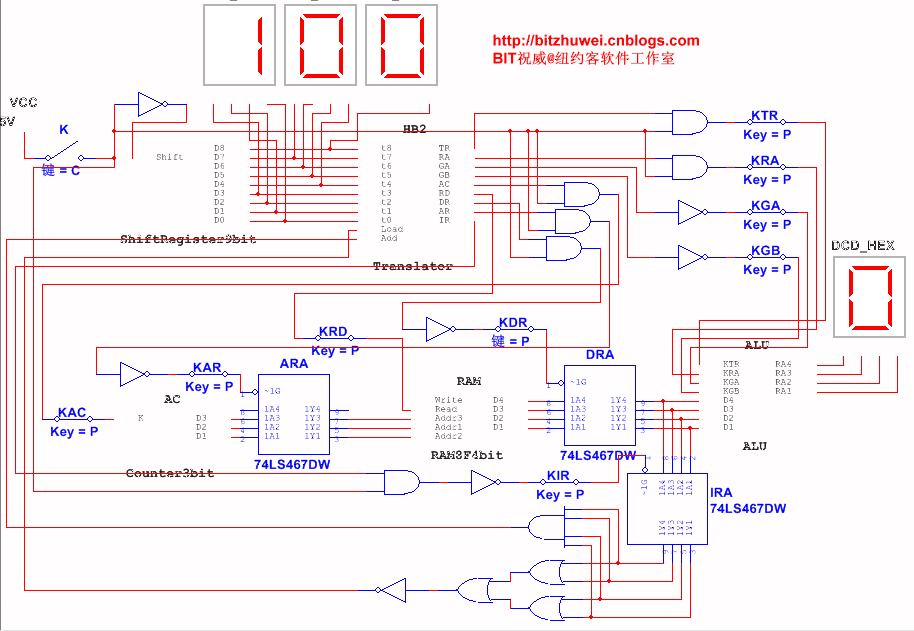 http://bitzhuwei.cnblogs.com
BIT祝威@纽约客软件工作室
100
VCC
5V
K
键 = C
Shift
D8
D7
D6
D5
D4
D3
D2
D1
D0
ShiftRegister9bit
HB2
t8 TR
t7 RA
t6 GA
t5 GB
t4 AC
t3 RD
t2 DR
t1 AR
t0 IR
Load
Add
Translator
KTR
Key = P
KRA
Key = P
KGA
Key = P
KGB
Key = P
DCD_HEX
0
KRD
Key = P
KDR
键 = P
KAR
Key = P
ARA
~1G
1A4 1Y4
1A3 1Y3
1A2 1Y2
1A1 1Y1
74LS467DW
KAC
Key = P
AC
K D3
D2
D1
Counter3bit
RAM
Write D4
Read D3
Addr3 D2
Addr1 D1
Addr2
RAM8F4bit
DRA
~1G
1A4 1Y4
1A3 1Y3
1A2 1Y2
1A1 1Y1
74LS467DW
ALU
KTR RA4
KRA RA3
KGA RA2
KGB RA1
D4
D3
D2
D1
ALU
KIR
Key = P
IRA
74LS467DW
~1G
1A4
1A3
1A2
1A1
1Y4
1Y3
1Y2
1Y1